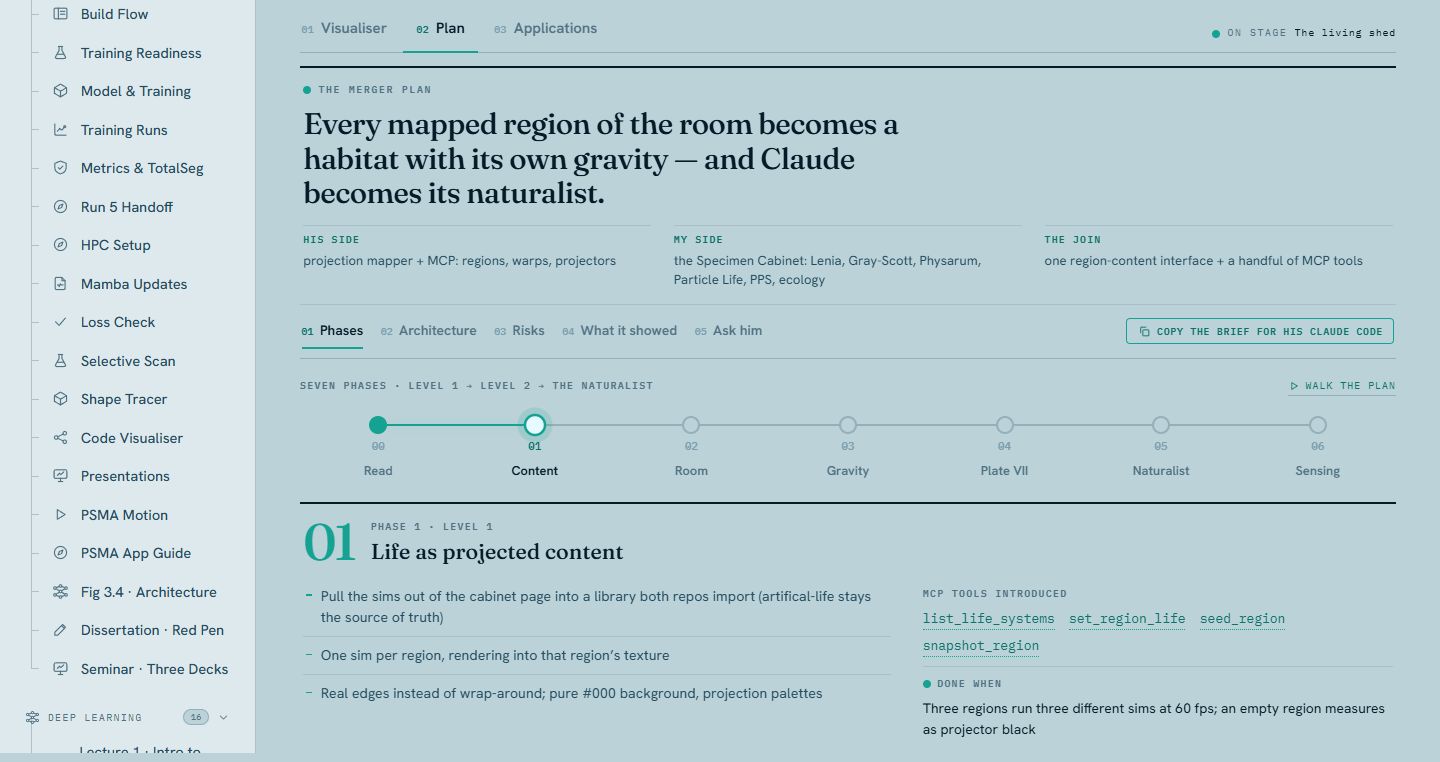 Build Flow
Training Readiness
Model & Training
Training Runs
Metrics & TotalSeg
Run 5 Handoff
HPC Setup
Mamba Updates
Loss Check
Selective Scan
Shape Tracer
Code Visualiser
Presentations
PSMA Motion
PSMA App Guide
Fig 3.4 · Architecture
Dissertation · Red Pen
Seminar · Three Decks
DEEP LEARNING 16
Lecture 1 · Intro to
01 Visualiser 02 Plan 03 Applications
ON STAGE The living shed
THE MERGER PLAN
Every mapped region of the room becomes a
habitat with its own gravity — and Claude
becomes its naturalist.
HIS SIDE
projection mapper + MCP: regions, warps, projectors
MY SIDE
the Specimen Cabinet: Lenia, Gray-Scott, Physarum,
Particle Life, PPS, ecology
THE JOIN
one region-content interface + a handful of MCP tools
01 Phases 02 Architecture 03 Risks 04 What it showed 05 Ask him
COPY THE BRIEF FOR HIS CLAUDE CODE
SEVEN PHASES · LEVEL 1 → LEVEL 2 → THE NATURALIST
WALK THE PLAN
00 01 02 03 04 05 06
Read Content Room Gravity Plate VII Naturalist Sensing
01
PHASE 1 · LEVEL 1
Life as projected content
– Pull the sims out of the cabinet page into a library both repos import (artifical-life stays
the source of truth)
– One sim per region, rendering into that region’s texture
– Real edges instead of wrap-around; pure #000 background, projection palettes
MCP TOOLS INTRODUCED
list_life_systems set_region_life seed_region
snapshot_region
DONE WHEN
Three regions run three different sims at 60 fps; an empty region measures
as projector black